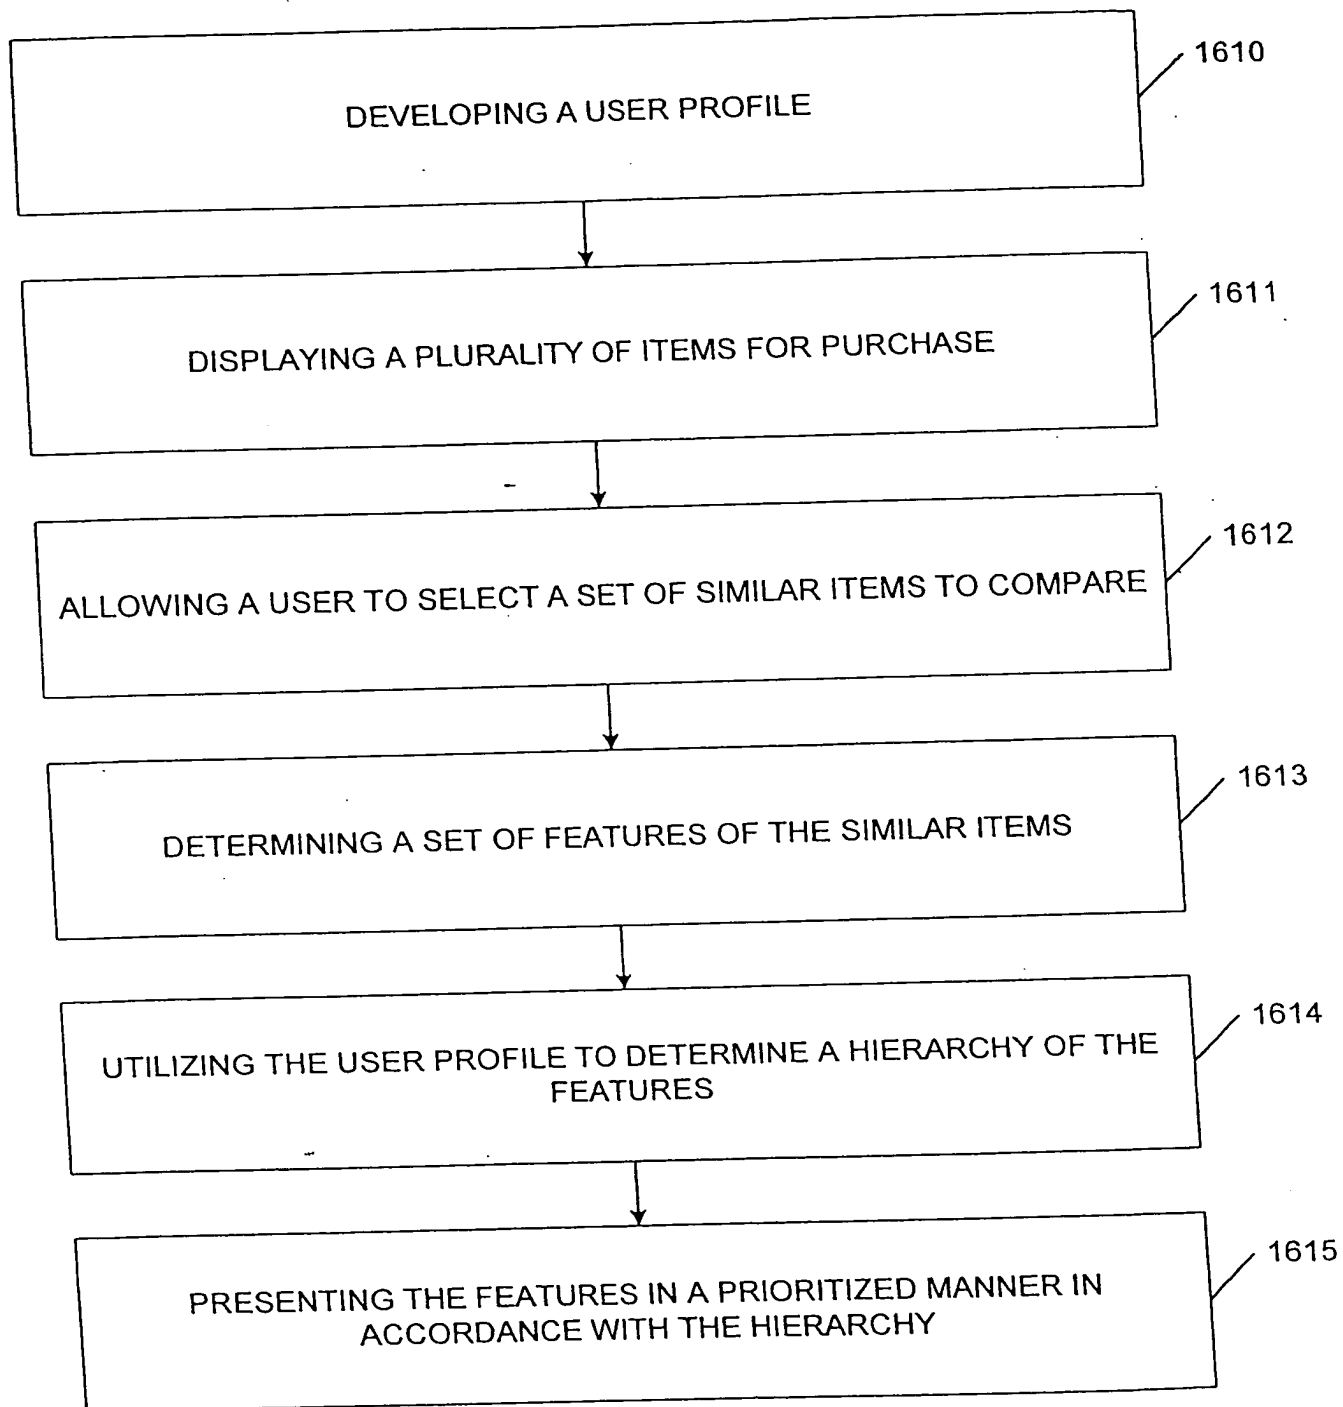 DEVELOPING A USER PROFILE
1610
DISPLAYING A PLURALITY OF ITEMS FOR PURCHASE
1611
ALLOWING A USER TO SELECT A SET OF SIMILAR ITEMS TO COMPARE
1612
DETERMINING A SET OF FEATURES OF THE SIMILAR ITEMS
1613
UTILIZING THE USER PROFILE TO DETERMINE A HIERARCHY OF THE
FEATURES
1614
PRESENTING THE FEATURES IN A PRIORITIZED MANNER IN
ACCORDANCE WITH THE HIERARCHY
1615